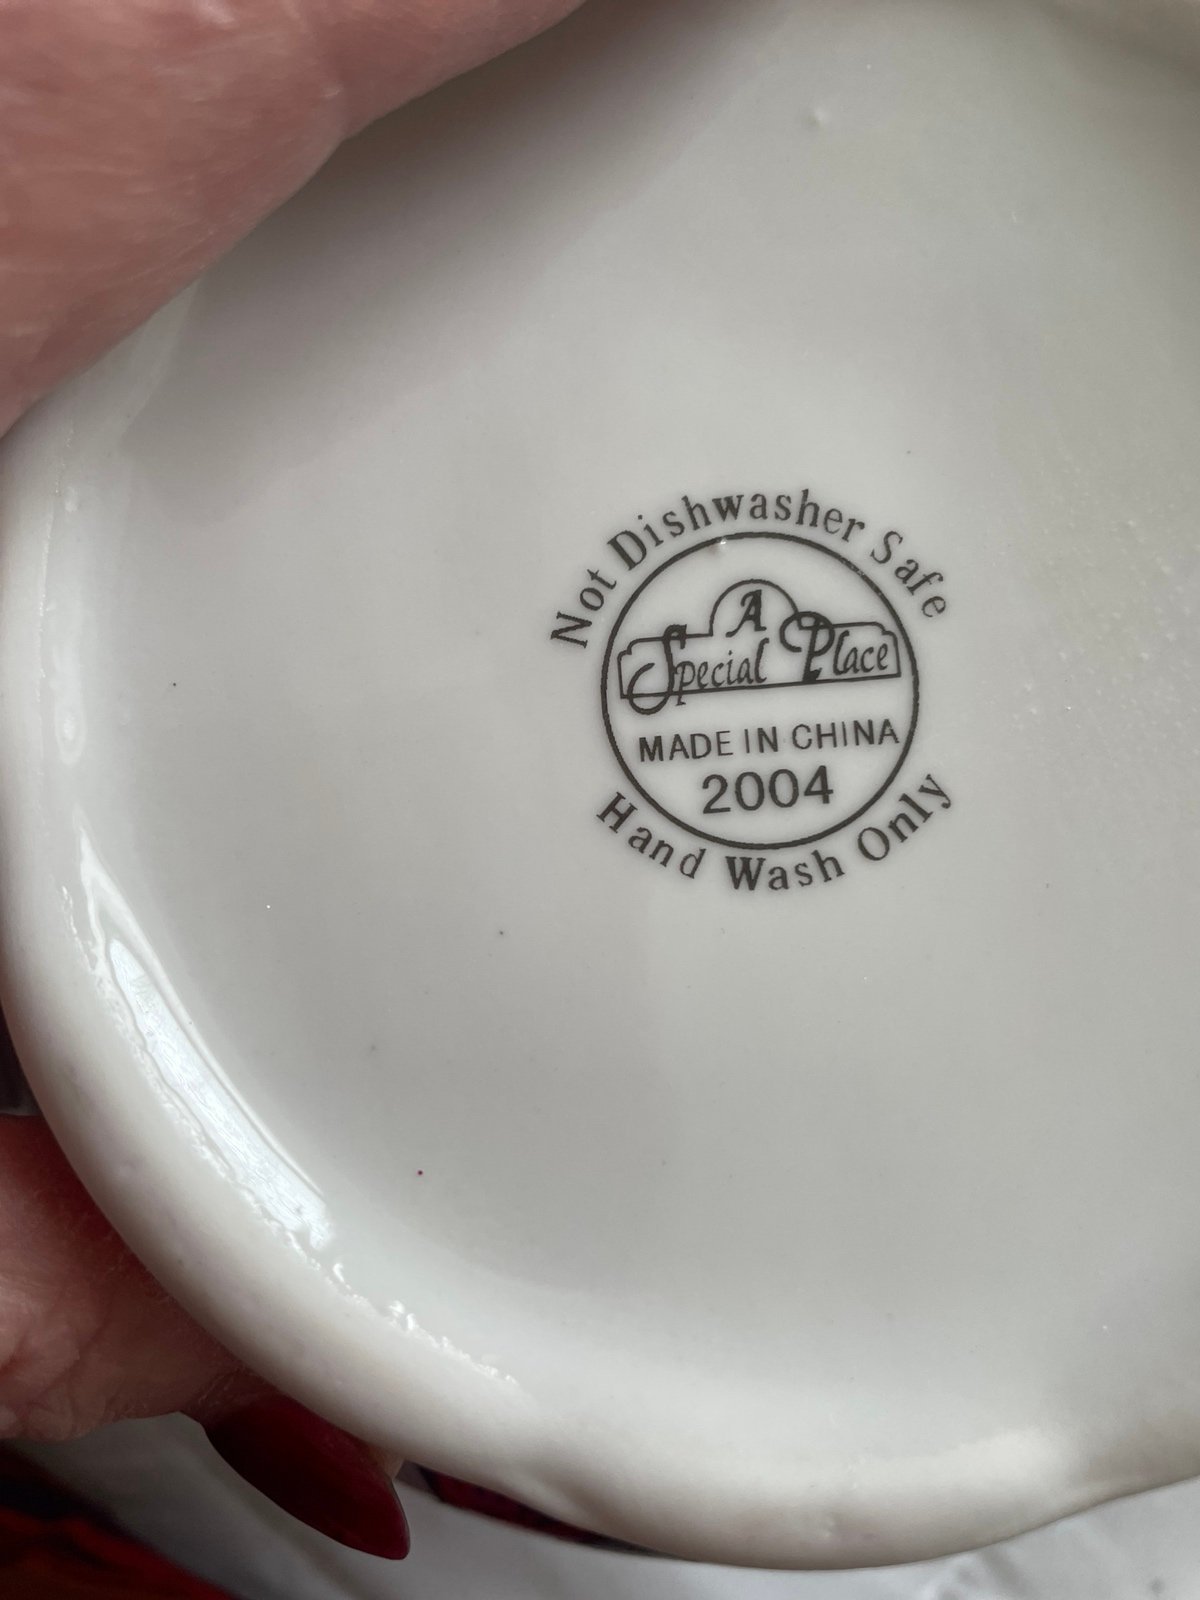 Not Dishwasher Safe
A
Special Place
MADE IN CHINA
2004
Hand Wash Only